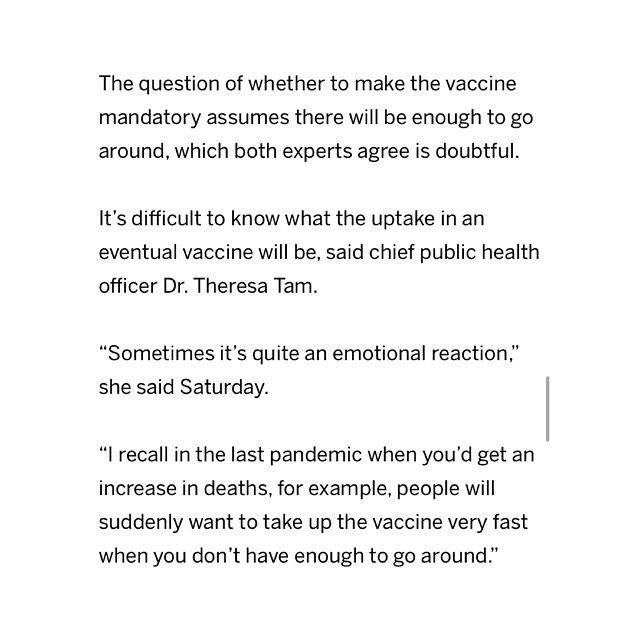 The question of whether to make the vaccine
mandatory assumes there will be enough to go
around, which both experts agree is doubtful.
It’s difficult to know what the uptake in an
eventual vaccine will be, said chief public health
officer Dr. Theresa Tam.
“Sometimes it’s quite an emotional reaction,”
she said Saturday.
“I recall in the last pandemic when you’d get an
increase in deaths, for example, people will
suddenly want to take up the vaccine very fast
when you don’t have enough to go around.”